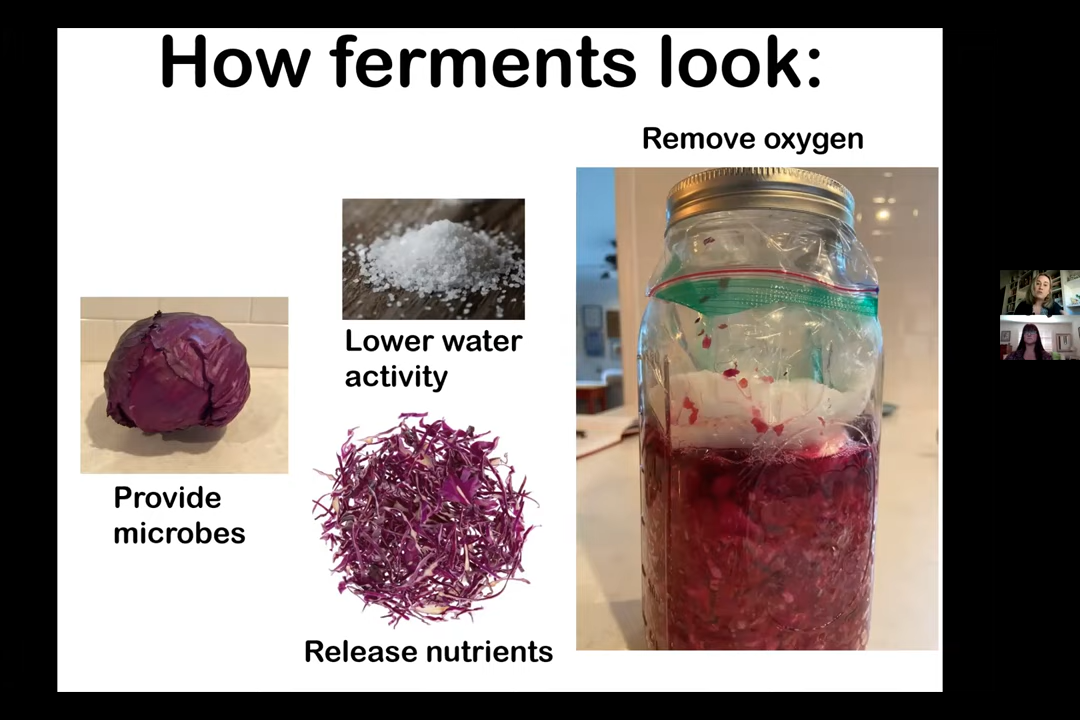 How ferments look:
Remove oxygen
Lower water
activity
Provide
microbes
Release nutrients